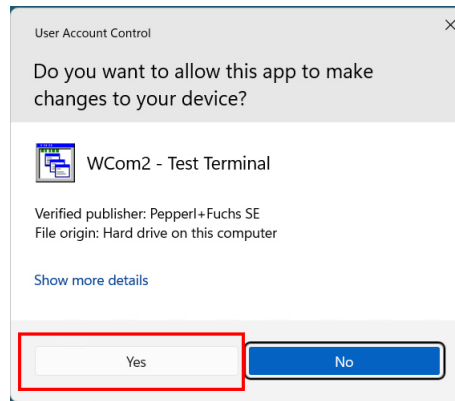 User Account Control
Do you want to allow this app to make
changes to your device?
WCom2 - Test Terminal
Verified publisher: Pepperl+Fuchs SE
File origin: Hard drive on this computer
Show more details
Yes
No